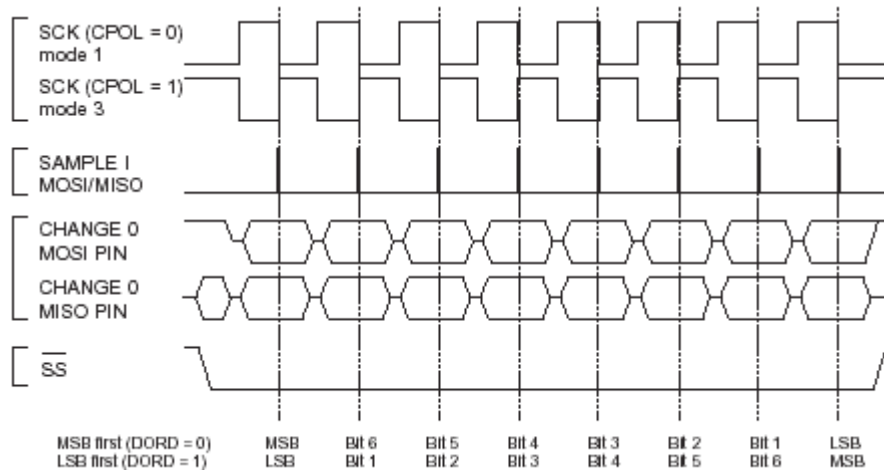 SCK (CPOL = 0)
mode 1
SCK (CPOL = 1)
mode 3
SAMPLE I
MOSI/MISO
CHANGE 0
MOSI PIN
CHANGE 0
MISO PIN
SS
MSB first (DORD = 0) MSB Bit 6 Bit 5 Bit 4 Bit 3 Bit 2 Bit 1 LSB
LSB first (DORD = 1) LSB Bit 1 Bit 2 Bit 3 Bit 4 Bit 5 Bit 6 MSB